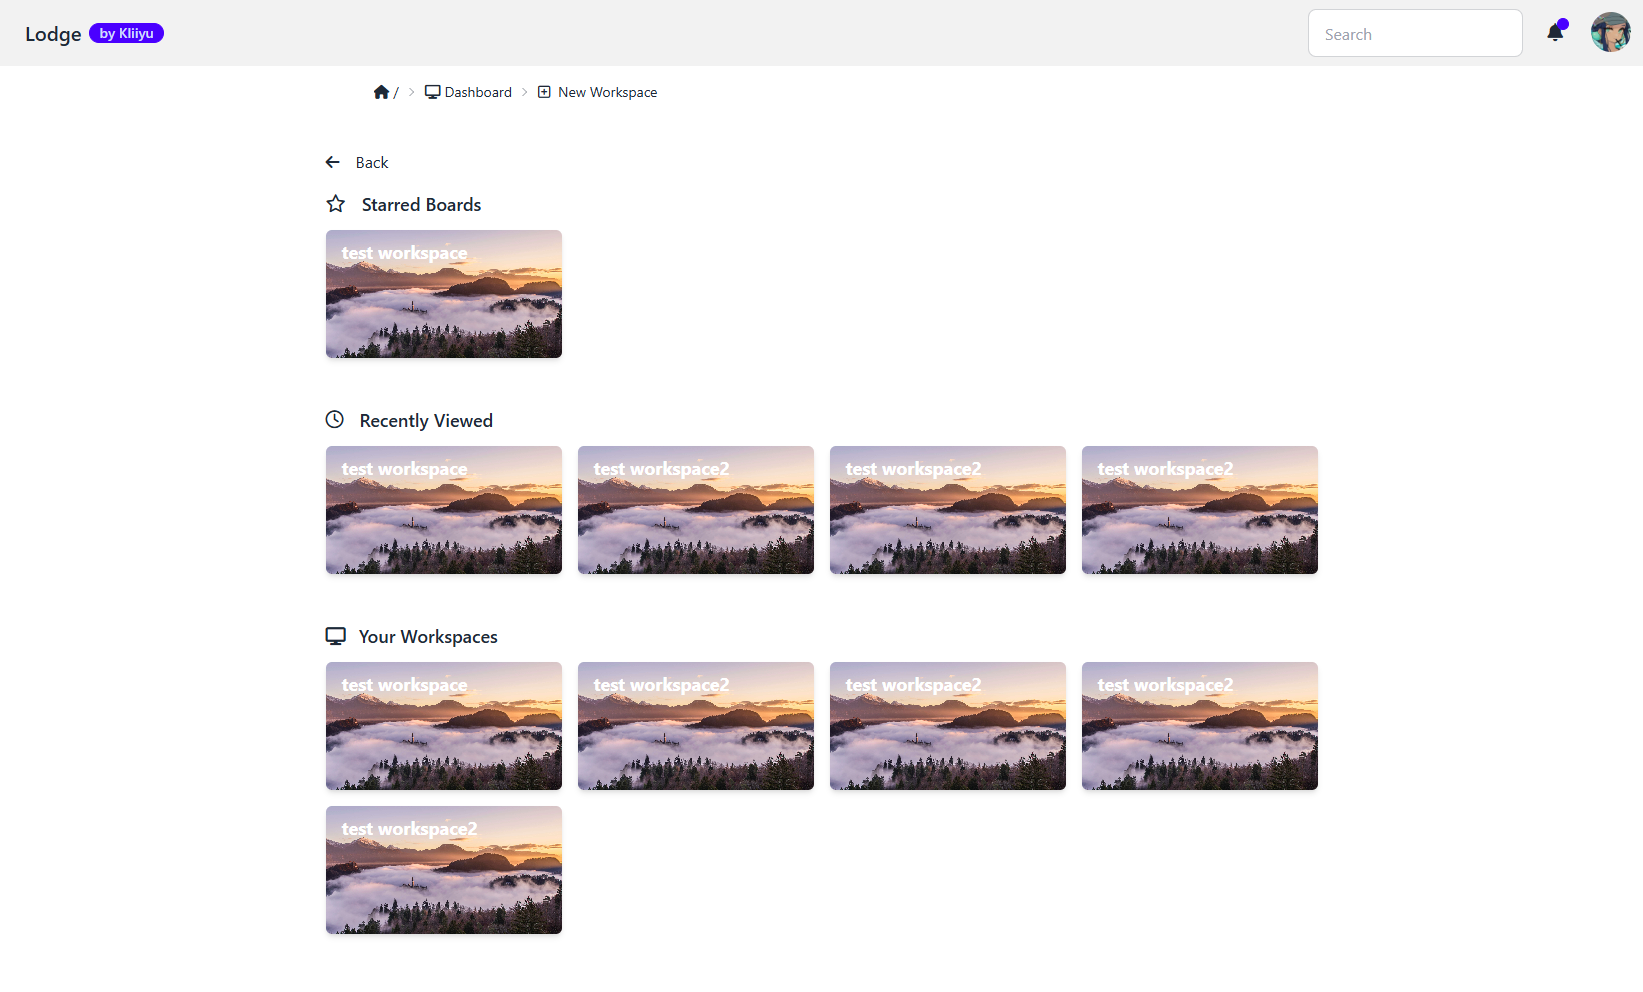 Lodge by Kliiyu Search
/ Dashboard New Workspace
Back
Starred Boards
test workspace
Recently Viewed
test workspace test workspace2 test workspace2 test workspace2
Your Workspaces
test workspace test workspace2 test workspace2 test workspace2
test workspace2